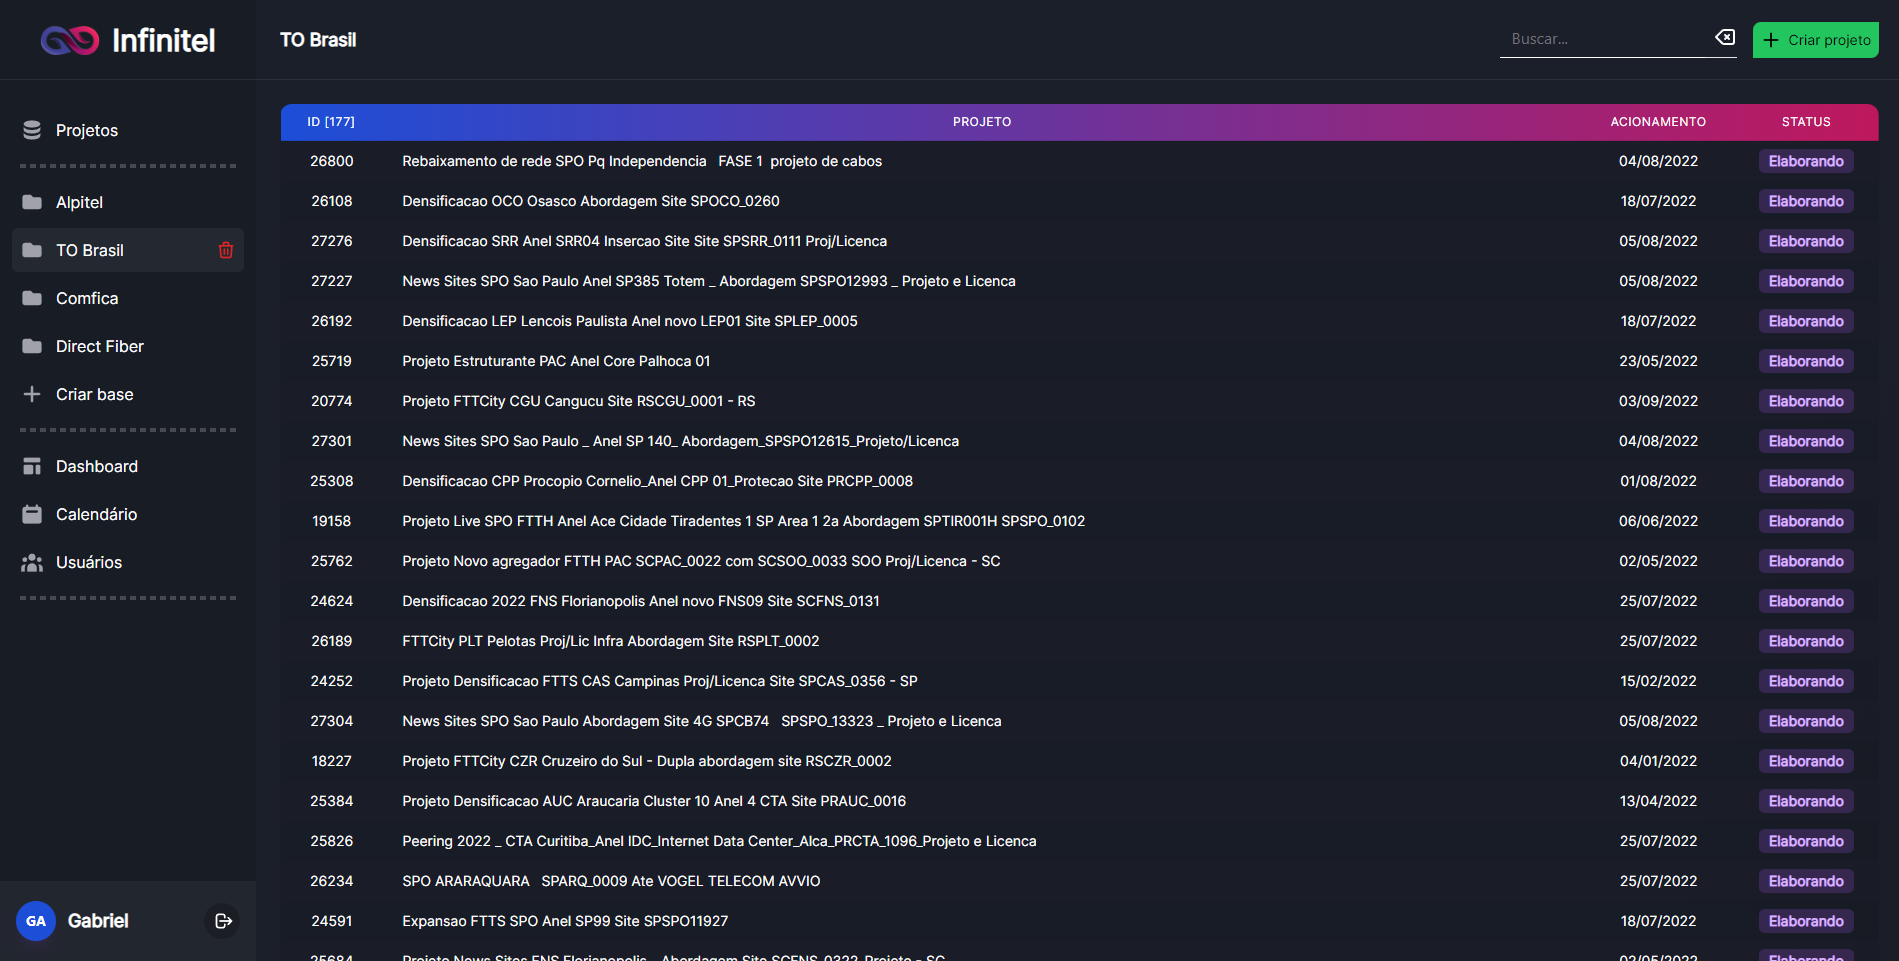 Infinitel
TO Brasil
Buscar...
Criar projeto
Projetos
Alpitel
TO Brasil
Comfica
Direct Fiber
Criar base
Dashboard
Calendário
Usuários
GA Gabriel
ID [177] PROJETO ACIONAMENTO STATUS
26800 Rebaixamento de rede SPO Pq Independencia   FASE 1  projeto de cabos 04/08/2022 Elaborando
26108 Densificacao OCO Osasco Abordagem Site SPOCO_0260 18/07/2022 Elaborando
27276 Densificacao SRR Anel SRR04 Insercao Site Site SPSRR_0111 Proj/Licenca 05/08/2022 Elaborando
27227 News Sites SPO Sao Paulo Anel SP385 Totem _ Abordagem SPSPO12993 _ Projeto e Licenca 05/08/2022 Elaborando
26192 Densificacao LEP Lencois Paulista Anel novo LEP01 Site SPLEP_0005 18/07/2022 Elaborando
25719 Projeto Estruturante PAC Anel Core Palhoca 01 23/05/2022 Elaborando
20774 Projeto FTTCity CGU Cangucu Site RSCGU_0001 - RS 03/09/2022 Elaborando
27301 News Sites SPO Sao Paulo _ Anel SP 140_ Abordagem_SPSPO12615_Projeto/Licenca 04/08/2022 Elaborando
25308 Densificacao CPP Procopio Cornelio_Anel CPP 01_Protecao Site PRCPP_0008 01/08/2022 Elaborando
19158 Projeto Live SPO FTTH Anel Ace Cidade Tiradentes 1 SP Area 1 2a Abordagem SPTIR001H SPSPO_0102 06/06/2022 Elaborando
25762 Projeto Novo agregador FTTH PAC SCPAC_0022 com SCSOO_0033 SOO Proj/Licenca - SC 02/05/2022 Elaborando
24624 Densificacao 2022 FNS Florianopolis Anel novo FNS09 Site SCFNS_0131 25/07/2022 Elaborando
26189 FTTCity PLT Pelotas Proj/Lic Infra Abordagem Site RSPLT_0002 25/07/2022 Elaborando
24252 Projeto Densificacao FTTS CAS Campinas Proj/Licenca Site SPCAS_0356 - SP 15/02/2022 Elaborando
27304 News Sites SPO Sao Paulo Abordagem Site 4G SPCB74   SPSPO_13323 _ Projeto e Licenca 05/08/2022 Elaborando
18227 Projeto FTTCity CZR Cruzeiro do Sul - Dupla abordagem site RSCZR_0002 04/01/2022 Elaborando
25384 Projeto Densificacao AUC Araucaria Cluster 10 Anel 4 CTA Site PRAUC_0016 13/04/2022 Elaborando
25826 Peering 2022 _ CTA Curitiba_Anel IDC_Internet Data Center_Alca_PRCTA_1096_Projeto e Licenca 25/07/2022 Elaborando
26234 SPO ARARAQUARA   SPARQ_0009 Ate VOGEL TELECOM AVVIO 25/07/2022 Elaborando
24591 Expansao FTTS SPO Anel SP99 Site SPSPO11927 18/07/2022 Elaborando
25684 Projeto News Sites FNS Florianopolis _ Abordagem Site SCFNS_0322_Projeto - SC 02/05/2022 Elaborando